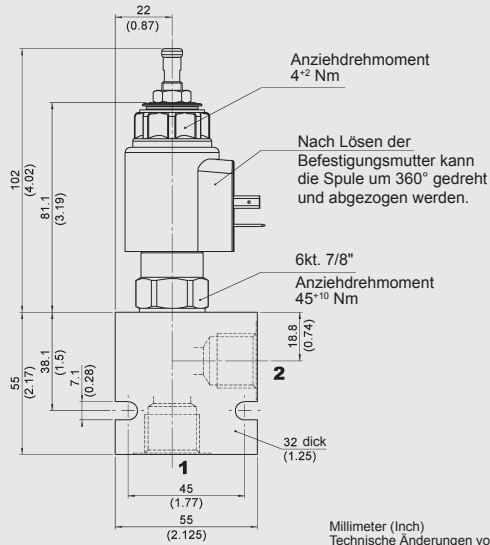 22
(0.87)
Anziehdrehmoment
4⁺² Nm
Nach Lösen der
Befestigungsmutter kann
die Spule um 360° gedreht
und abgezogen werden.
102
(4.02)
81.1
(3.19)
6kt. 7/8"
Anziehdrehmoment
45⁺¹⁰ Nm
18.8
(0.74)
55
(2.17)
38.1
(1.5)
7.1
(0.28)
2
32 dick
(1.25)
1
45
(1.77)
55
(2.125)
Millimeter (Inch)
Technische Änderungen vo